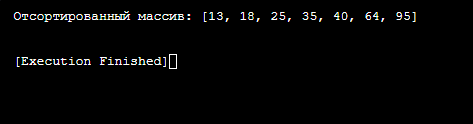 Отсортированный массив: [13, 18, 25, 35, 40, 64, 95]
[Execution Finished]